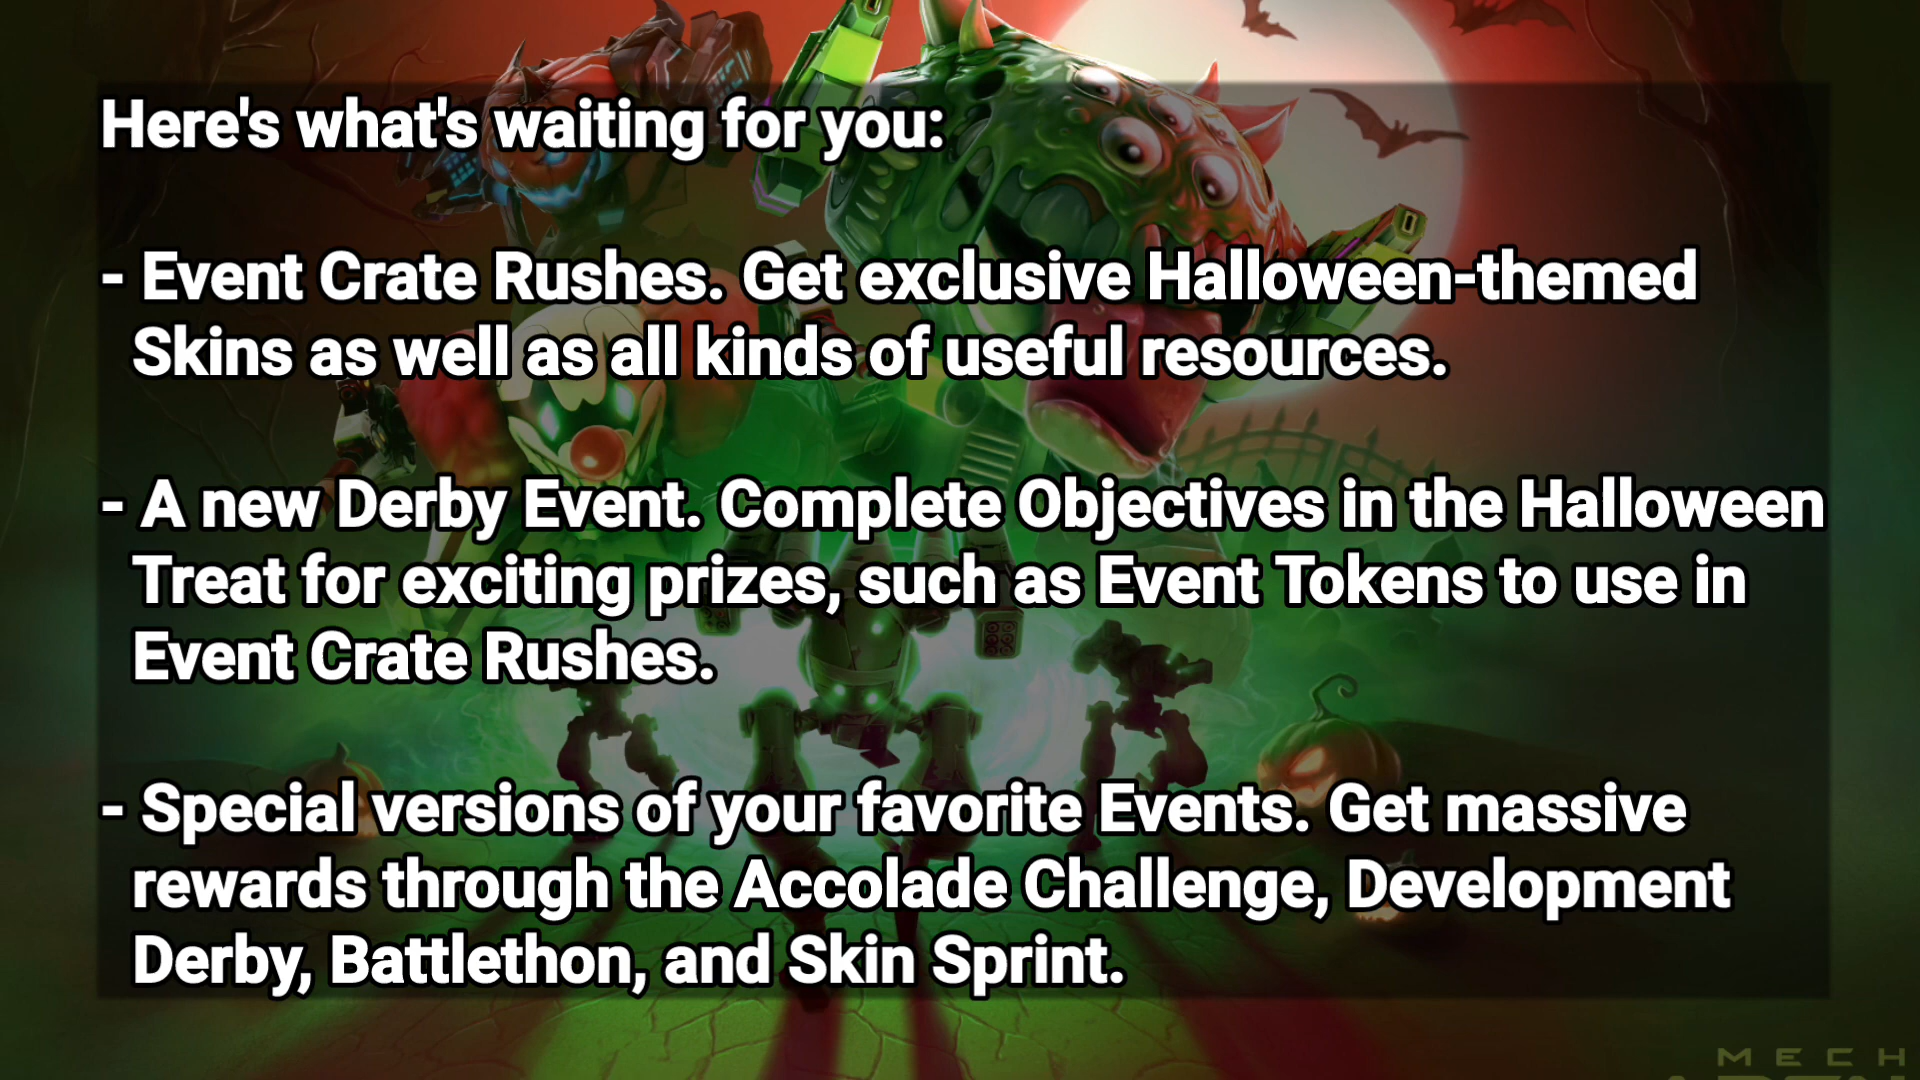 Here's what's waiting for you:
- Event Crate Rushes. Get exclusive Halloween-themed
Skins as well as all kinds of useful resources.
- A new Derby Event. Complete Objectives in the Halloween
Treat for exciting prizes, such as Event Tokens to use in
Event Crate Rushes.
- Special versions of your favorite Events. Get massive
rewards through the Accolade Challenge, Development
Derby, Battlethon, and Skin Sprint.
MECH